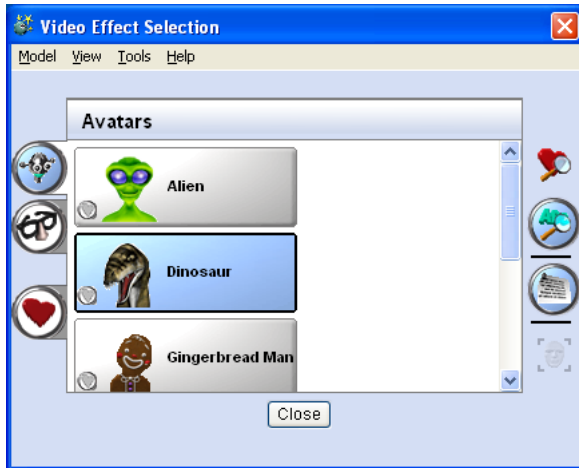 Video Effect Selection
Model View Tools Help
Avatars
Alien
Dinosaur
Gingerbread Man
Close